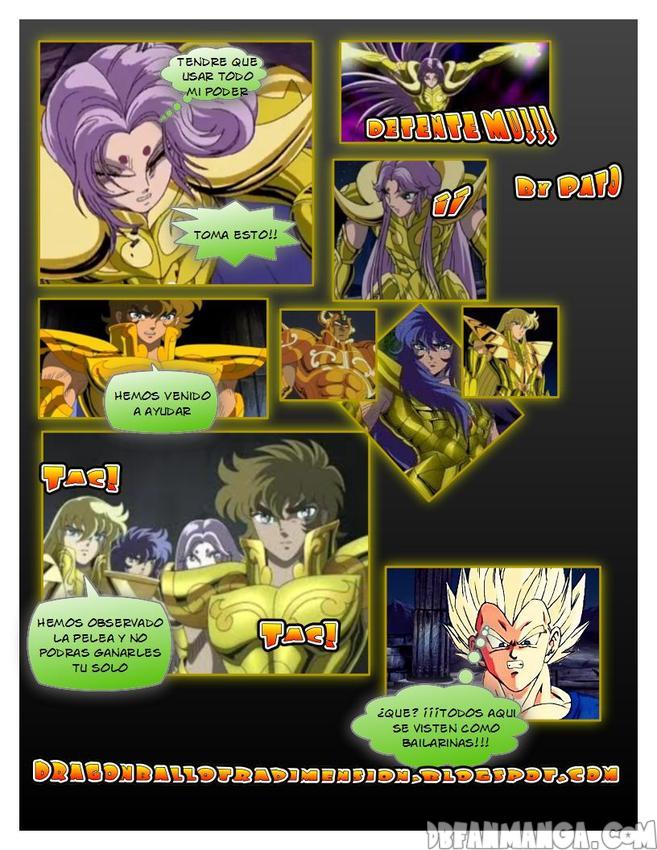 TENDRE QUE
USAR TODO
MI PODER
TOMA ESTO!!
DETENTE MU!!!
BY PATO
¡!
HEMOS VENIDO
A AYUDAR
TAC!
HEMOS OBSERVADO
LA PELEA Y NO
PODRAS GANARLES
TU SOLO
TAC!
¿QUE? ¡¡¡TODOS AQUI
SE VISTEN COMO
BAILARINAS!!!
DRAGONBALLOTRADIMENSION.BLOGSPOT.COM
DBFANMANGA.COM